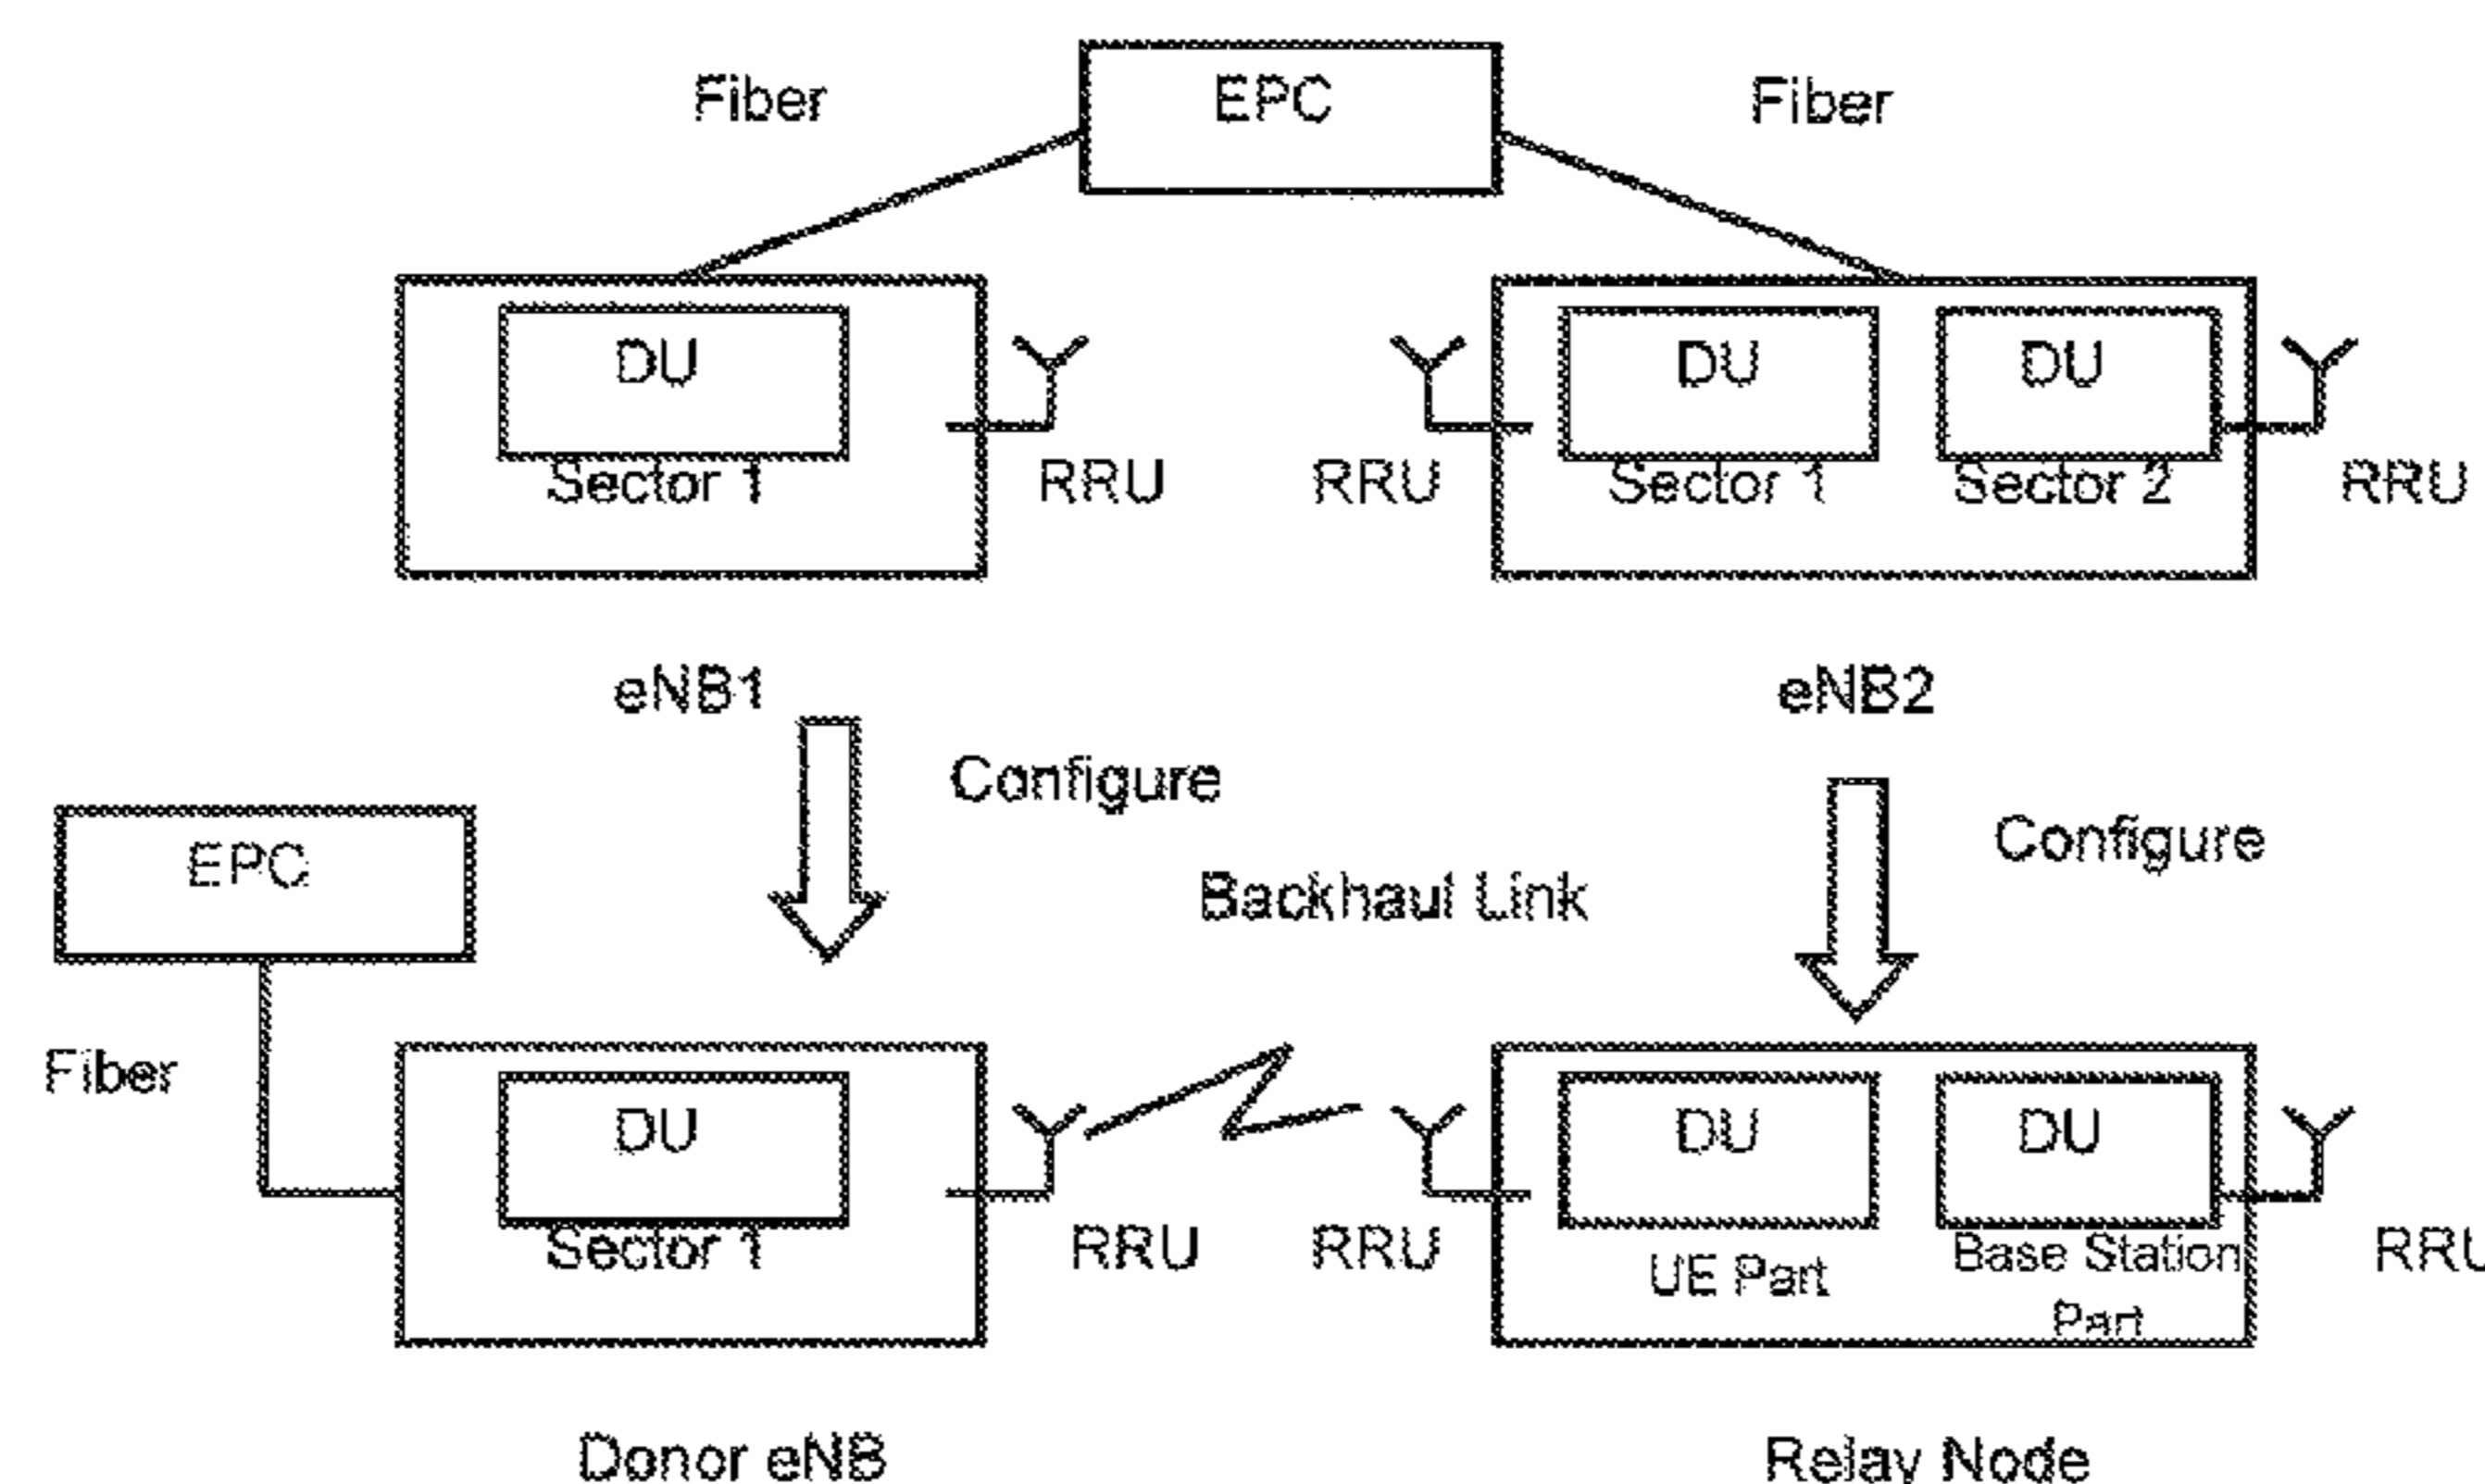 Fiber
EPC
Fiber
DU
DU
DU
Sector 1
RRU
RRU
Sector 1
Sector 2
RRU
eNB1
eNB2
Configure
Configure
EPC
Backhaul Link
Fiber
DU
DU
DU
Sector 1
RRU
RRU
UE Part
Base Station
Part
RRU
Donor eNB
Relay Node